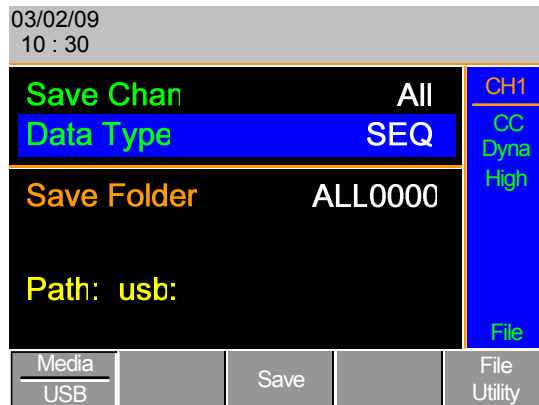 03/02/09
10 : 30
Save Chan All
Data Type SEQ
Save Folder ALL0000
Path: usb:
CH1
CC
Dyna
High
File
Media
USB
Save
File
Utility